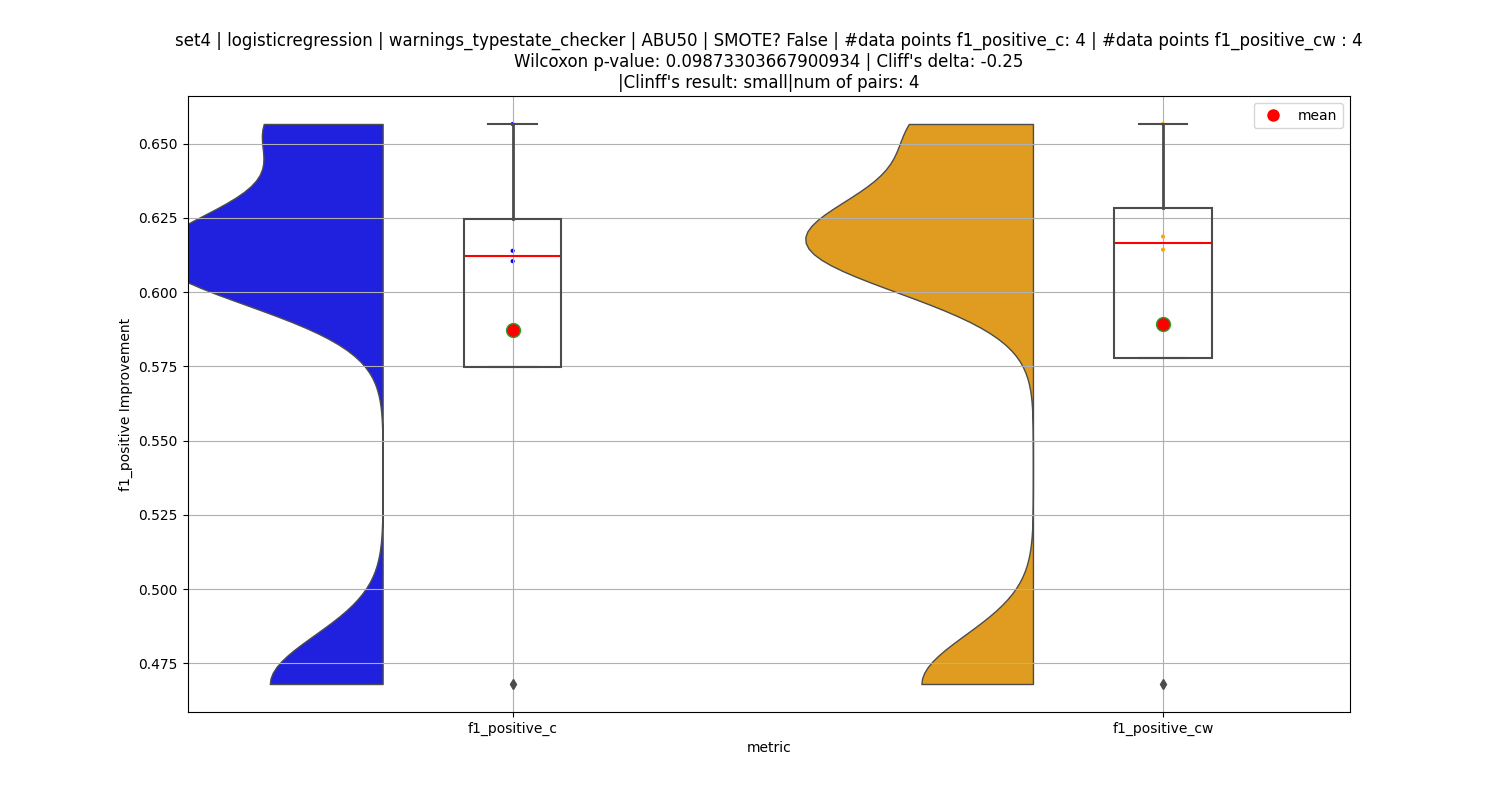 set4 | logisticregression | warnings_typestate_checker | ABU50 | SMOTE? False | #data points f1_positive_c: 4 | #data points f1_positive_cw : 4
Wilcoxon p-value: 0.09873303667900934 | Cliff's delta: -0.25
|Clinff's result: small|num of pairs: 4
mean
f1_positive Improvement
0.650
0.625
0.600
0.575
0.550
0.525
0.500
0.475
f1_positive_c
f1_positive_cw
metric